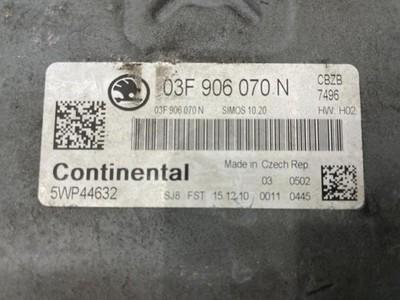 03F 906 070 N CBZB
03F 906 070 N SIMOS 10.20 7496
HW: H02
Continental Made in Czech Rep.
5WP44632 03 0502
SJ8 FST 15.12.10 0011 0445